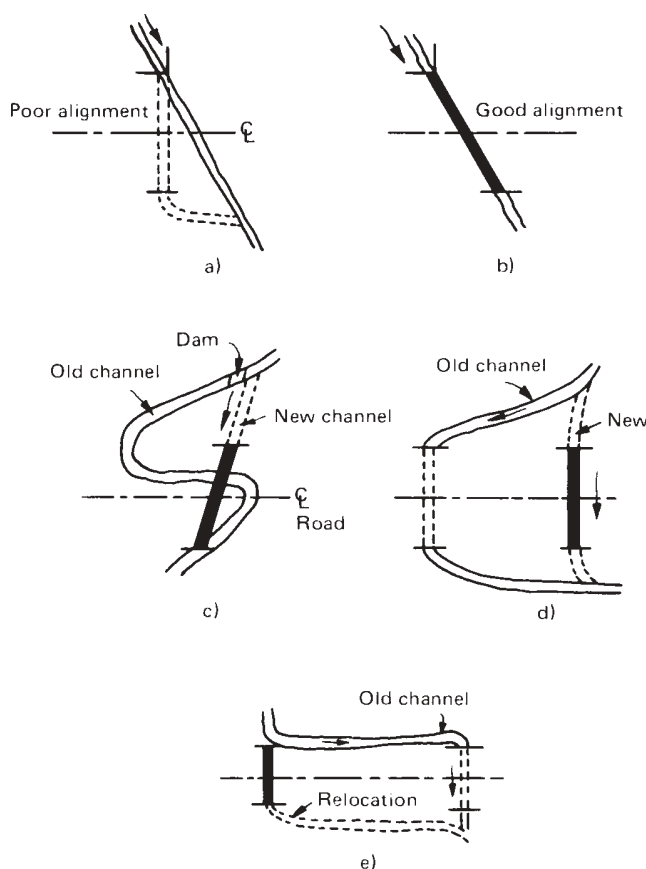 Poor alignment
℄
a)
Good alignment
b)
Dam
Old channel
New channel
℄
Road
c)
Old channel
New
d)
Old channel
Relocation
e)